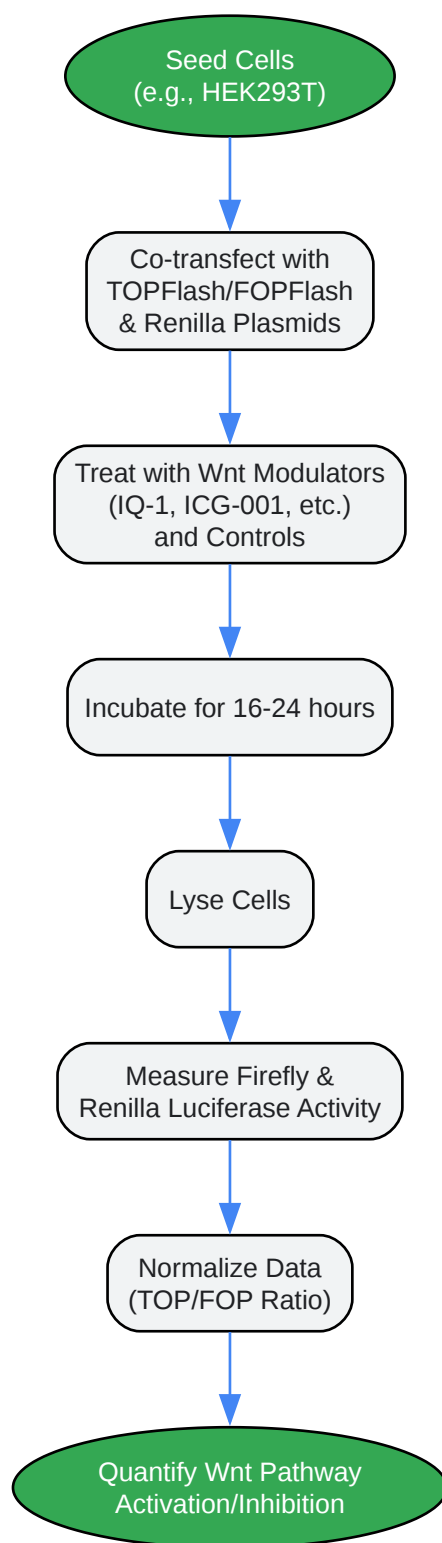 Seed Cells
(e.g., HEK293T)
Co-transfect with
TOPFlash/FOPFlash
& Renilla Plasmids
Treat with Wnt Modulators
(IQ-1, ICG-001, etc.)
and Controls
Incubate for 16-24 hours
Lyse Cells
Measure Firefly &
Renilla Luciferase Activity
Normalize Data
(TOP/FOP Ratio)
Quantify Wnt Pathway
Activation/Inhibition